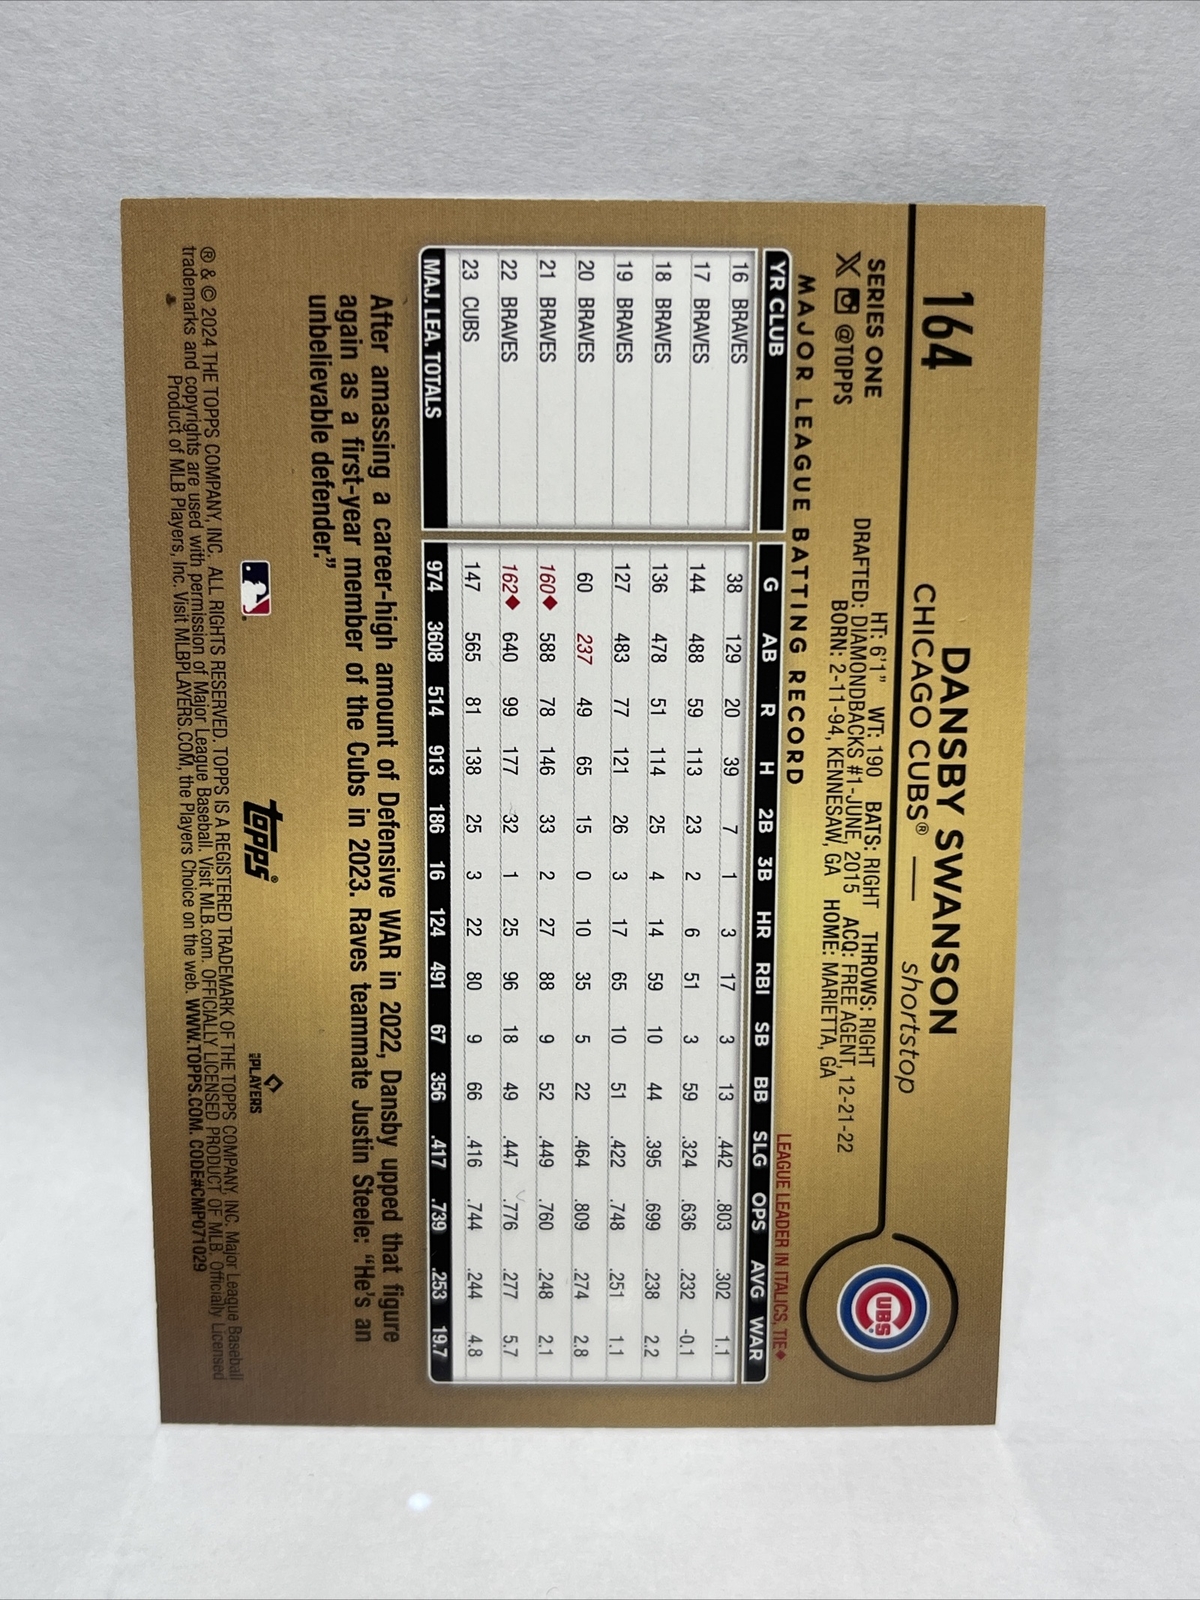 164
DANSBY SWANSON
CHICAGO CUBS® — shortstop
SERIES ONE
@TOPPS
HT: 6'1" WT: 190 BATS: RIGHT THROWS: RIGHT
DRAFTED: DIAMONDBACKS #1-JUNE, 2015 ACQ: FREE AGENT, 12-21-22
BORN: 2-11-94, KENNESAW, GA HOME: MARIETTA, GA
CUBS
MAJOR LEAGUE BATTING RECORD
LEAGUE LEADER IN ITALICS, TIE♦
YR CLUB G AB R H 2B 3B HR RBI SB BB SLG OPS AVG WAR
16 BRAVES 38 129 20 39 7 1 3 17 3 13 .442 .803 .302 1.1
17 BRAVES 144 488 59 113 23 2 6 51 3 59 .324 .636 .232 -0.1
18 BRAVES 136 478 51 114 25 4 14 59 10 44 .395 .699 .238 2.2
19 BRAVES 127 483 77 121 26 3 17 65 10 51 .422 .748 .251 1.1
20 BRAVES 60 237 49 65 15 0 10 35 5 22 .464 .809 .274 2.8
21 BRAVES 160♦ 588 78 146 33 2 27 88 9 52 .449 .760 .248 2.1
22 BRAVES 162♦ 640 99 177 32 1 25 96 18 49 .447 .776 .277 5.7
23 CUBS 147 565 81 138 25 3 22 80 9 66 .416 .744 .244 4.8
MAJ. LEA. TOTALS 974 3608 514 913 186 16 124 491 67 356 .417 .739 .253 19.7
After amassing a career-high amount of Defensive WAR in 2022, Dansby upped that figure
again as a first-year member of the Cubs in 2023. Raves teammate Justin Steele: “He's an
unbelievable defender.”
topps®
PLAYERS
® & © 2024 THE TOPPS COMPANY, INC. ALL RIGHTS RESERVED. TOPPS IS A REGISTERED TRADEMARK OF THE TOPPS COMPANY, INC. Major League Baseball
trademarks and copyrights are used with permission of Major League Baseball. Visit MLB.com. OFFICIALLY LICENSED PRODUCT OF MLB. Officially Licensed
Product of MLB Players, Inc. Visit MLBPLAYERS.COM, the Players Choice on the web. WWW.TOPPS.COM. CODE#CMP071029